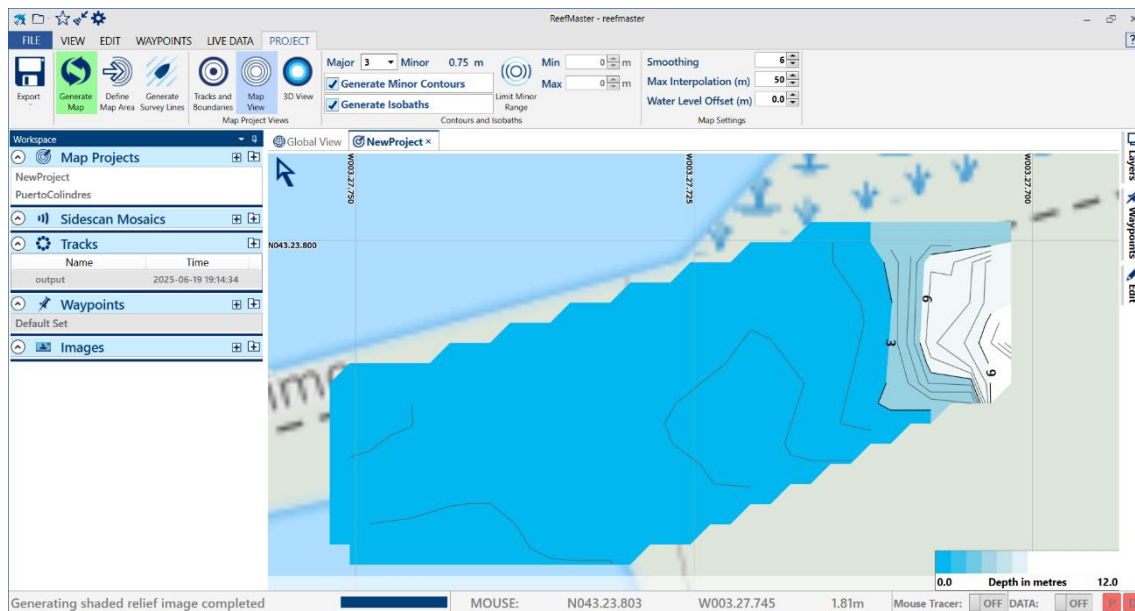 ReefMaster - reefmaster
FILE VIEW EDIT WAYPOINTS LIVE DATA PROJECT
Export
Generate Map
Define Map Area
Generate Survey Lines
Tracks and Boundaries
Map View
3D View
Map Project Views
Major 3 Minor 0.75 m
Generate Minor Contours
Generate Isobaths
Limit Minor Range
Min 0 m
Max 0 m
Contours and Isobaths
Smoothing 6
Max Interpolation (m) 50
Water Level Offset (m) 0.0
Map Settings
Workspace
Map Projects
NewProject
PuertoColindres
Sidescan Mosaics
Tracks
Name Time
output 2025-06-19 19:14:34
Waypoints
Default Set
Images
Global View NewProject ×
W003.27.750
W003.27.725
W003.27.700
N043.23.800
3
6
9
Layers
Waypoints
Edit
0.0 Depth in metres 12.0
Generating shaded relief image completed MOUSE: N043.23.803 W003.27.745 1.81m Mouse Tracer: OFF DATA: OFF P